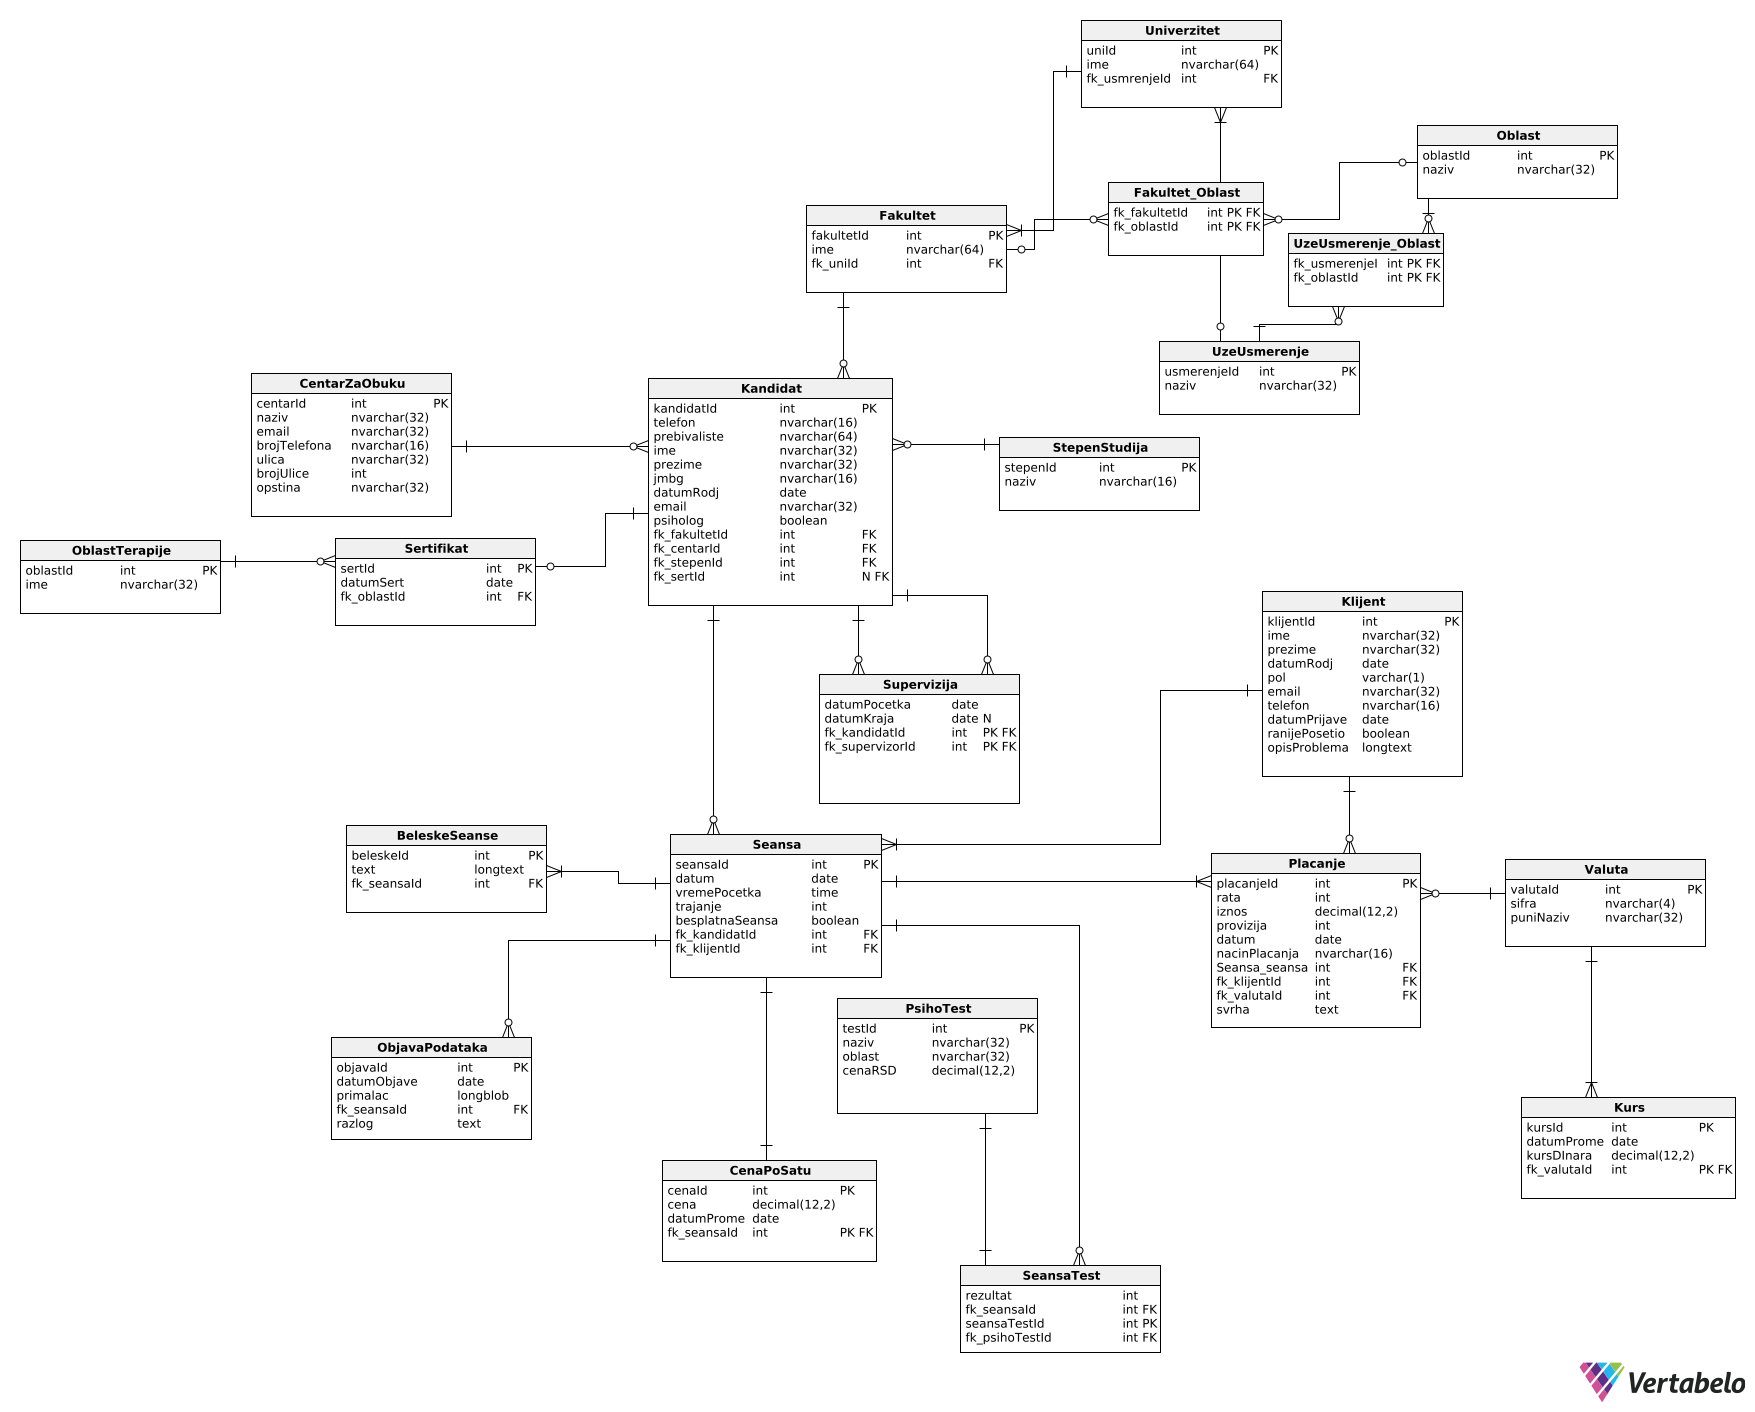 Univerzitet
uniId int PK
ime nvarchar(64)
fk_usmrenjeId int FK
Oblast
oblastId int PK
naziv nvarchar(32)
Fakultet_Oblast
fk_fakultetId int PK FK
fk_oblastId int PK FK
Fakultet
fakultetId int PK
ime nvarchar(64)
fk_uniId int FK
UzeUsmerenje_Oblast
fk_usmerenjeI int PK FK
fk_oblastId int PK FK
UzeUsmerenje
usmerenjeId int PK
naziv nvarchar(32)
CentarZaObuku
centarId int PK
naziv nvarchar(32)
email nvarchar(32)
brojTelefona nvarchar(16)
ulica nvarchar(32)
brojUlice int
opstina nvarchar(32)
Kandidat
kandidatId int PK
telefon nvarchar(16)
prebivaliste nvarchar(64)
ime nvarchar(32)
prezime nvarchar(32)
jmbg nvarchar(16)
datumRodj date
email nvarchar(32)
psiholog boolean
fk_fakultetId int FK
fk_centarId int FK
fk_stepenId int FK
fk_sertId int N FK
StepenStudija
stepenId int PK
naziv nvarchar(16)
OblastTerapije
oblastId int PK
ime nvarchar(32)
Sertifikat
sertId int PK
datumSert date
fk_oblastId int FK
Klijent
klijentId int PK
ime nvarchar(32)
prezime nvarchar(32)
datumRodj date
pol varchar(1)
email nvarchar(32)
telefon nvarchar(16)
datumPrijave date
ranijePosetio boolean
opisProblema longtext
Supervizija
datumPocetka date
datumKraja date N
fk_kandidatId int PK FK
fk_supervizorId int PK FK
BeleskeSeanse
beleskeId int PK
text longtext
fk_seansaId int FK
Seansa
seansaId int PK
datum date
vremePocetka time
trajanje int
besplatnaSeansa boolean
fk_kandidatId int FK
fk_klijentId int FK
Placanje
placanjeId int PK
rata int
iznos decimal(12,2)
provizija int
datum date
nacinPlacanja nvarchar(16)
Seansa_seansa int FK
fk_klijentId int FK
fk_valutaId int FK
svrha text
Valuta
valutaId int PK
sifra nvarchar(4)
puniNaziv nvarchar(32)
PsihoTest
testId int PK
naziv nvarchar(32)
oblast nvarchar(32)
cenaRSD decimal(12,2)
ObjavaPodataka
objavaId int PK
datumObjave date
primalac longblob
fk_seansaId int FK
razlog text
Kurs
kursId int PK
datumProme date
kursDInara decimal(12,2)
fk_valutaId int PK FK
CenaPoSatu
cenaId int PK
cena decimal(12,2)
datumProme date
fk_seansaId int PK FK
SeansaTest
rezultat int
fk_seansaId int FK
seansaTestId int PK
fk_psihoTestId int FK
Vertabelo